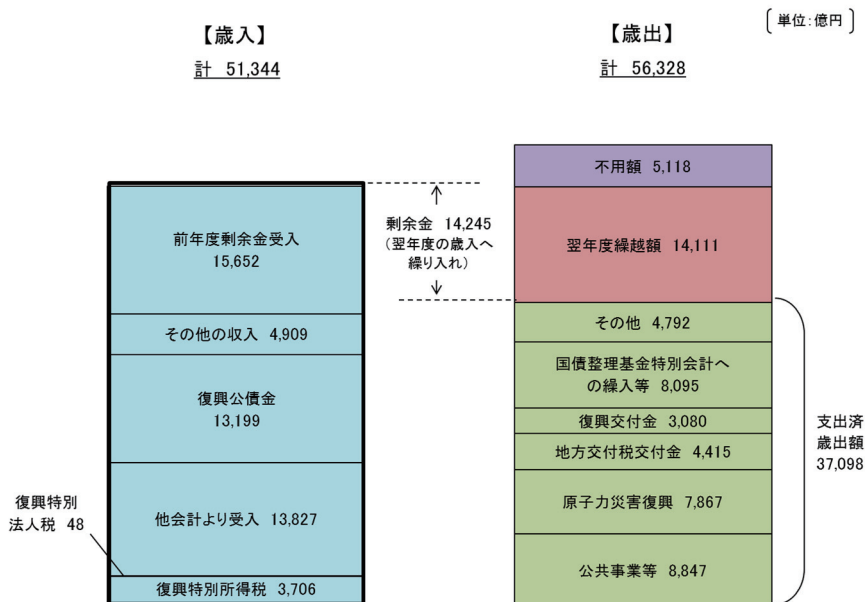 〔単位:億円〕
【歳入】
計 51,344
【歳出】
計 56,328
前年度剰余金受入
15,652
その他の収入 4,909
復興公債金
13,199
他会計より受入 13,827
復興特別所得税 3,706
復興特別
法人税 48
剰余金 14,245
(翌年度の歳入へ
繰り入れ)
不用額 5,118
翌年度繰越額 14,111
その他 4,792
国債整理基金特別会計へ
の繰入等 8,095
復興交付金 3,080
地方交付税交付金 4,415
原子力災害復興 7,867
公共事業等 8,847
支出済
歳出額
37,098